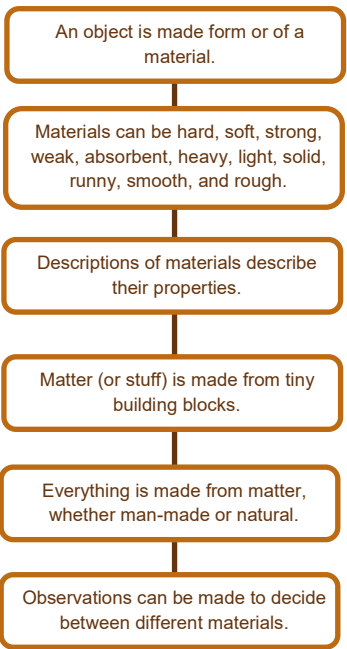 An object is made form or of a
material.
Materials can be hard, soft, strong,
weak, absorbent, heavy, light, solid,
runny, smooth, and rough.
Descriptions of materials describe
their properties.
Matter (or stuff) is made from tiny
building blocks.
Everything is made from matter,
whether man-made or natural.
Observations can be made to decide
between different materials.